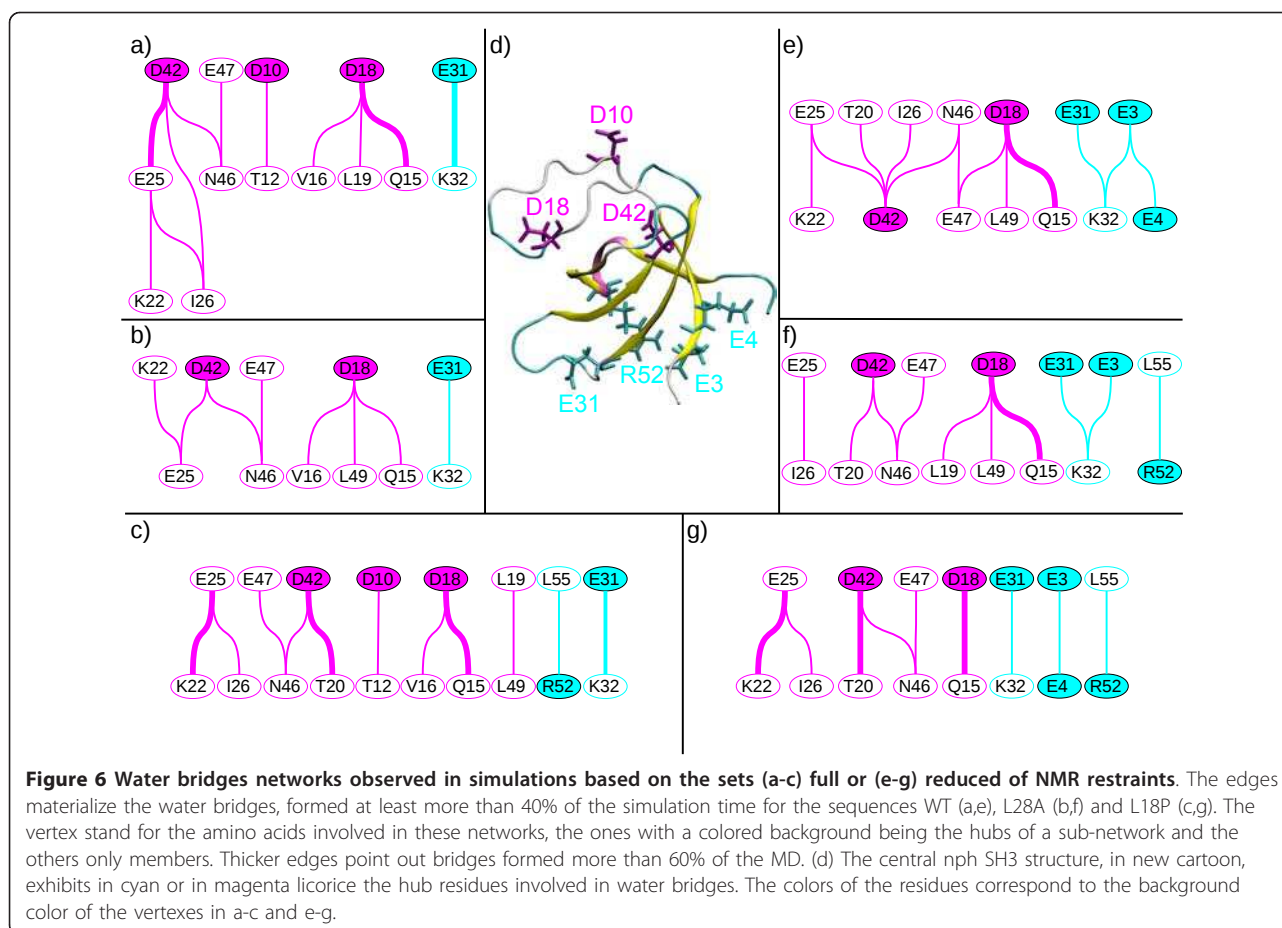 a)
D42 E47 D10 D18 E31
E25 N46 T12 V16 L19 Q15 K32
K22 I26
b)
K22 D42 E47 D18 E31
E25 N46 V16 L49 Q15 K32
c)
E25 E47 D42 D10 D18 L19 L55 E31
K22 I26 N46 T20 T12 V16 Q15 L49 R52 K32
d)
D10
D18 D42
E4
R52 E3
E31
e)
E25 T20 I26 N46 D18 E31 E3
K22 D42 E47 L49 Q15 K32 E4
f)
E25 D42 E47 D18 E31 E3 L55
I26 T20 N46 L19 L49 Q15 K32 R52
g)
E25 D42 E47 D18 E31 E3 L55
K22 I26 T20 N46 Q15 K32 E4 R52
Figure 6 Water bridges networks observed in simulations based on the sets (a-c) full or (e-g) reduced of NMR restraints. The edges
materialize the water bridges, formed at least more than 40% of the simulation time for the sequences WT (a,e), L28A (b,f) and L18P (c,g). The
vertex stand for the amino acids involved in these networks, the ones with a colored background being the hubs of a sub-network and the
others only members. Thicker edges point out bridges formed more than 60% of the MD. (d) The central nph SH3 structure, in new cartoon,
exhibits in cyan or in magenta licorice the hub residues involved in water bridges. The colors of the residues correspond to the background
color of the vertexes in a-c and e-g.